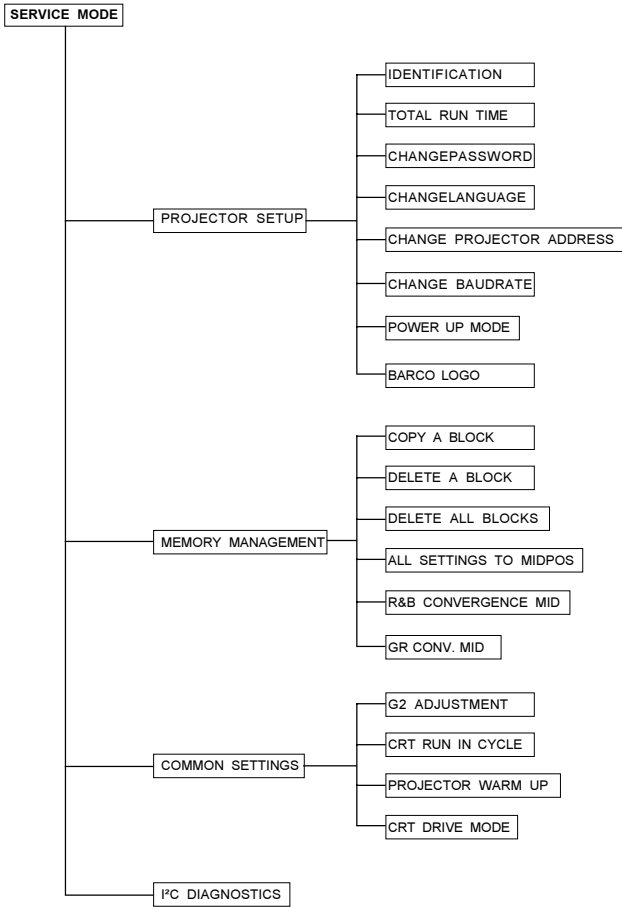 SERVICE MODE
IDENTIFICATION
TOTAL RUN TIME
CHANGEPASSWORD
CHANGELANGUAGE
PROJECTOR SETUP
CHANGE PROJECTOR ADDRESS
CHANGE BAUDRATE
POWER UP MODE
BARCO LOGO
COPY A BLOCK
DELETE A BLOCK
DELETE ALL BLOCKS
MEMORY MANAGEMENT
ALL SETTINGS TO MIDPOS
R&B CONVERGENCE MID
GR CONV. MID
G2 ADJUSTMENT
CRT RUN IN CYCLE
COMMON SETTINGS
PROJECTOR WARM UP
CRT DRIVE MODE
I²C DIAGNOSTICS